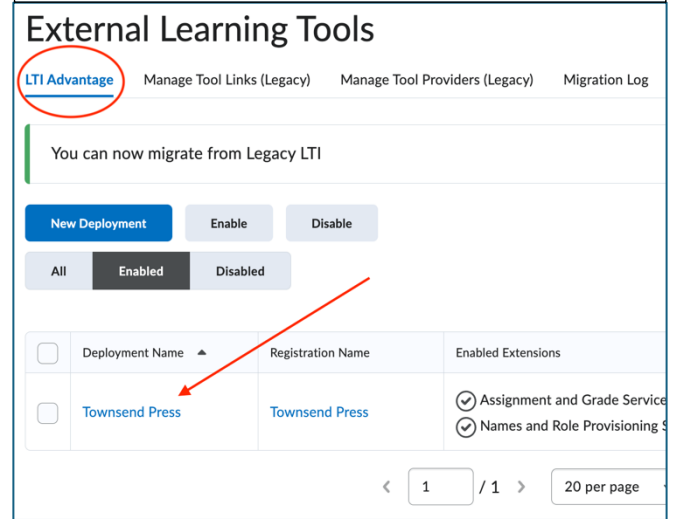 External Learning Tools
LTI Advantage Manage Tool Links (Legacy) Manage Tool Providers (Legacy) Migration Log
You can now migrate from Legacy LTI
New Deployment Enable Disable
All Enabled Disabled
Deployment Name Registration Name Enabled Extensions
Townsend Press Townsend Press Assignment and Grade Service
Names and Role Provisioning
1 / 1 20 per page